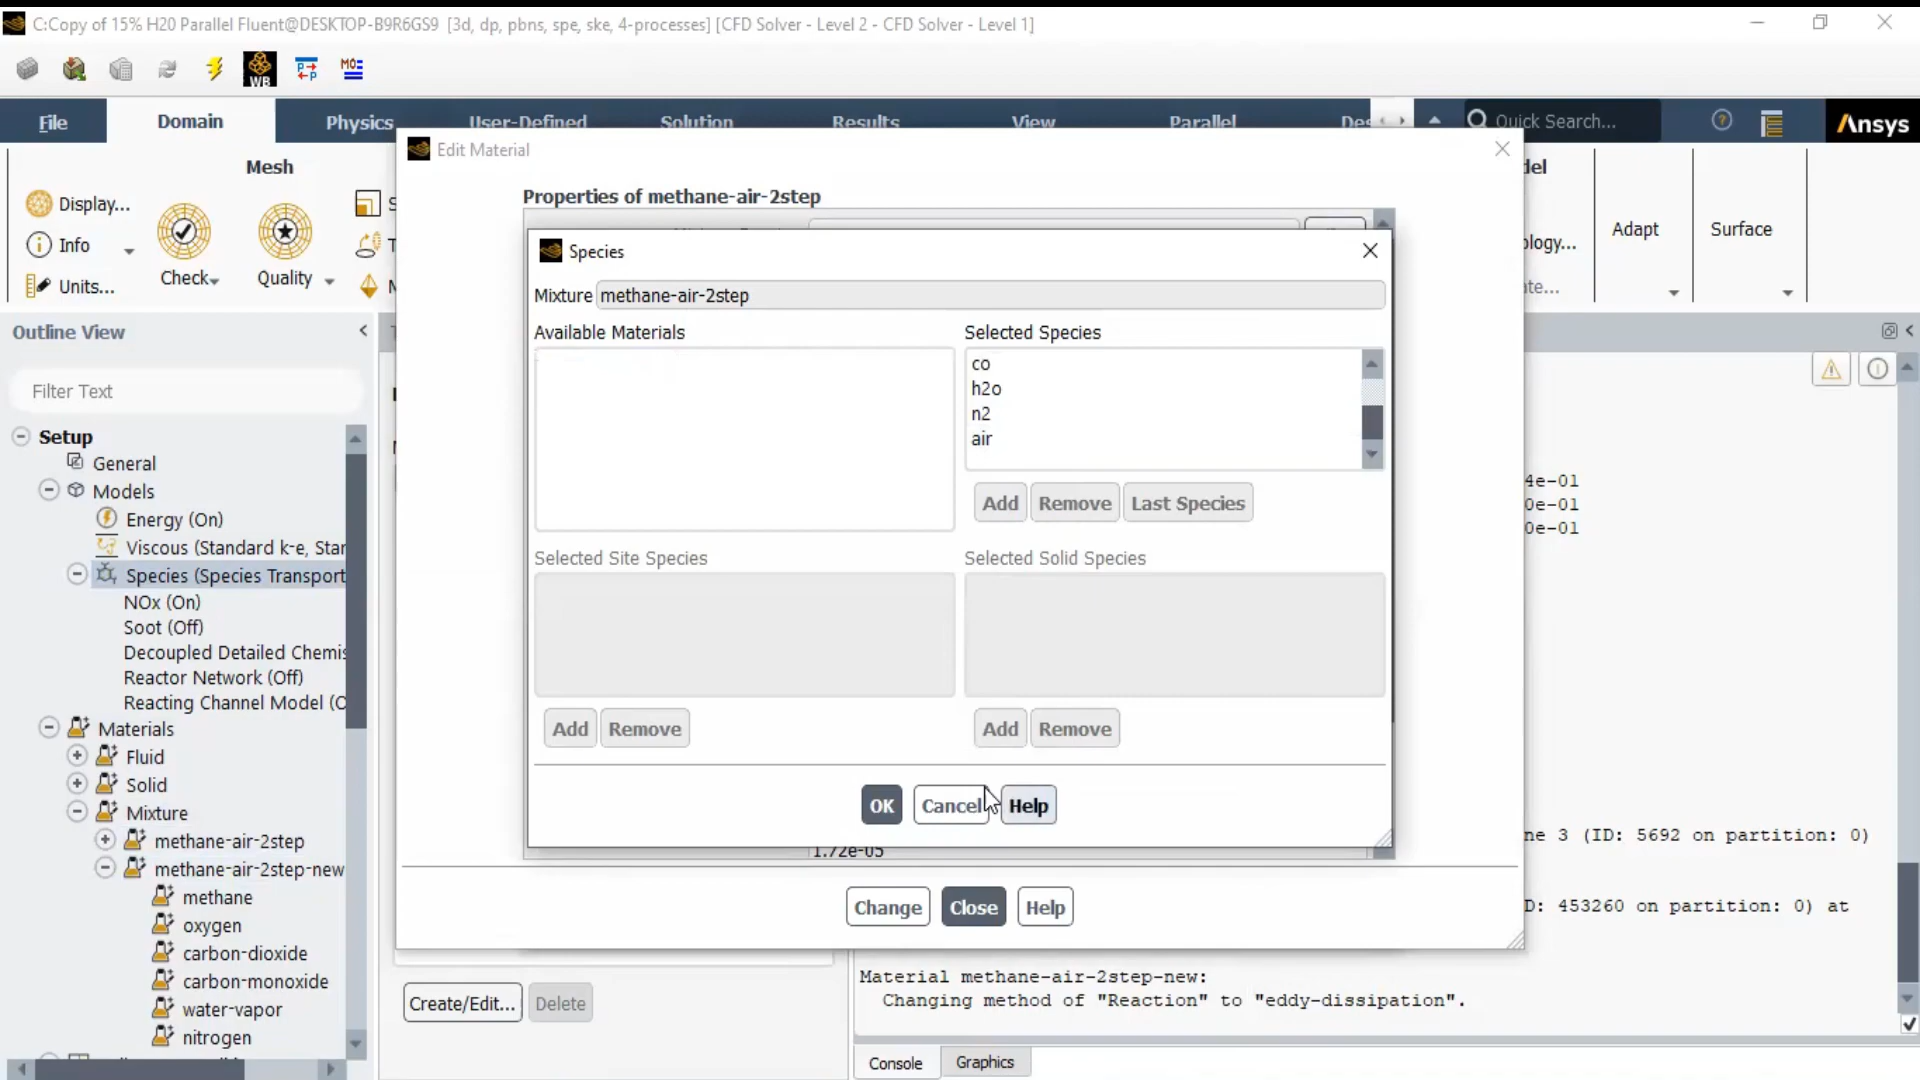 C:Copy of 15% H20 Parallel Fluent@DESKTOP-B9R6GS9 [3d, dp, pbns, spe, ske, 4-processes] [CFD Solver - Level 2 - CFD Solver - Level 1]
WB
File
Domain
Physics
User-Defined
Solution
Results
View
Parallel
Des
Quick Search...
Ansys
Mesh
Display...
Info
Units...
Check
Quality
Adapt
Surface
Edit Material
Properties of methane-air-2step
Species
Mixture methane-air-2step
Available Materials
Selected Species
co
h2o
n2
air
Add
Remove
Last Species
Selected Site Species
Selected Solid Species
Add
Remove
Add
Remove
OK
Cancel
Help
1.72e-05
Change
Close
Help
Outline View
Filter Text
Setup
General
Models
Energy (On)
Viscous (Standard k-e, Star
Species (Species Transport
NOx (On)
Soot (Off)
Decoupled Detailed Chemis
Reactor Network (Off)
Reacting Channel Model (O
Materials
Fluid
Solid
Mixture
methane-air-2step
methane-air-2step-new
methane
oxygen
carbon-dioxide
carbon-monoxide
water-vapor
nitrogen
Create/Edit...
Delete
4e-01
0e-01
0e-01
ne 3 (ID: 5692 on partition: 0)
D: 453260 on partition: 0) at
Material methane-air-2step-new:
Changing method of "Reaction" to "eddy-dissipation".
Console
Graphics